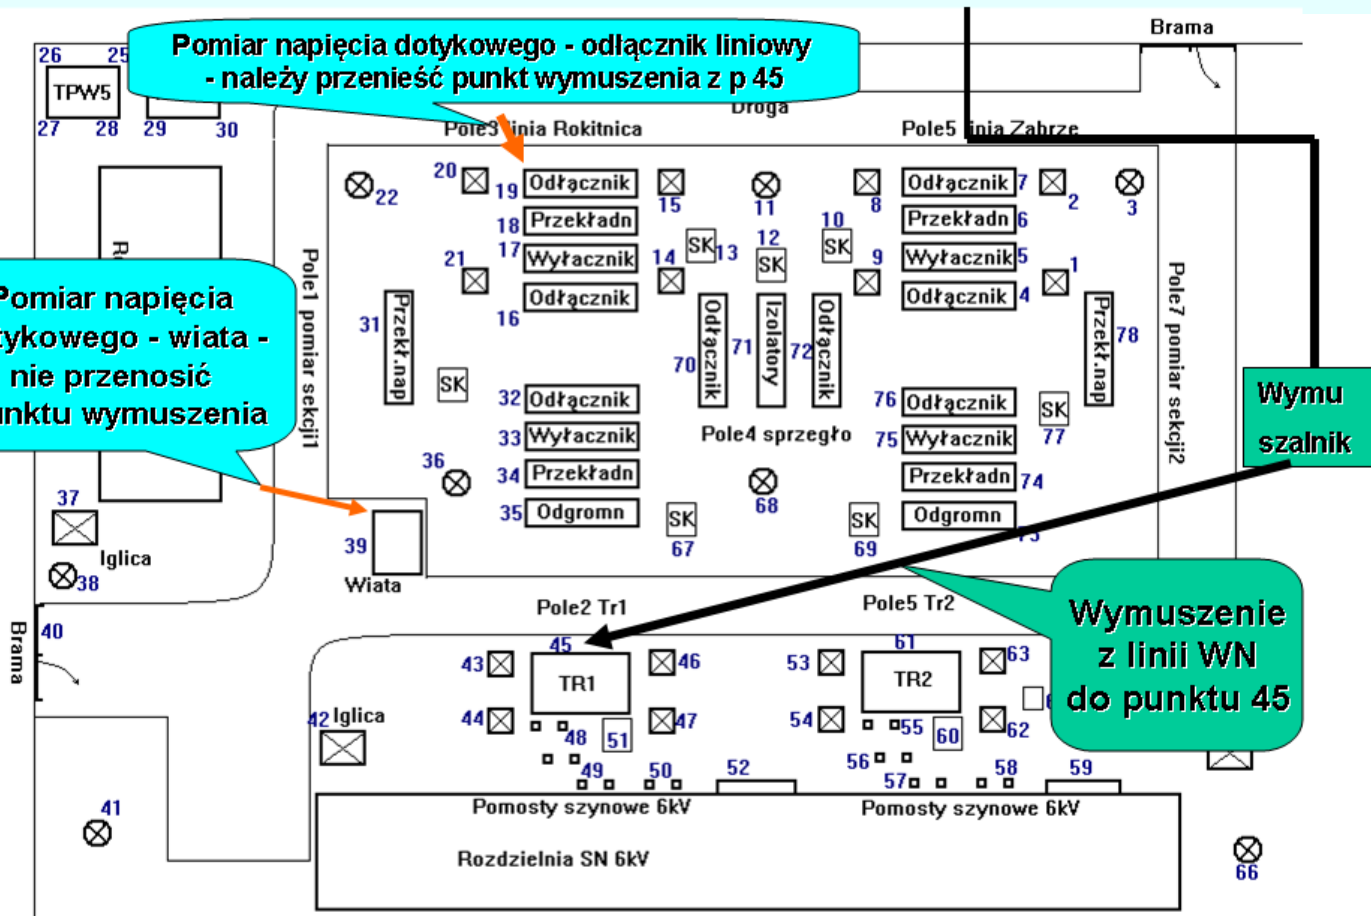 Brama
Pomiar napięcia dotykowego - odłącznik liniowy
- należy przenieść punkt wymuszenia z p 45
26
25
TPW5
27
28
29
30
Droga
Pole3 linia Rokitnica
Pole5 linia Zabrze
20
22
19
Odłącznik
15
11
8
Odłącznik
7
2
3
18
Przekładn
10
Przekładn
6
17
Wyłacznik
SK
13
12
SK
SK
Wyłacznik
5
21
14
9
1
16
Odłącznik
Odłącznik
4
Pole1 pomiar sekcji1
Pole7 pomiar sekcji2
Pomiar napięcia
dotykowego - wiata -
nie przenosić
punktu wymuszenia
31
Przekł.nap
SK
70
Odłącznik
71
Izolatory
72
Odłącznik
Przekł.nap
78
Wymu
szalnik
32
Odłącznik
76
Odłącznik
SK
77
33
Wyłacznik
Pole4 sprzegło
75
Wyłacznik
36
34
Przekładn
68
Przekładn
74
37
Iglica
38
35
Odgromn
SK
67
SK
69
Odgromn
73
39
Wiata
Brama
40
Pole2 Tr1
Pole5 Tr2
Wymuszenie
z linii WN
do punktu 45
43
45
TR1
46
53
61
TR2
63
42
Iglica
44
48
51
47
54
55
60
62
49
50
52
56
57
58
59
41
Pomosty szynowe 6kV
Pomosty szynowe 6kV
Rozdzielnia SN 6kV
66